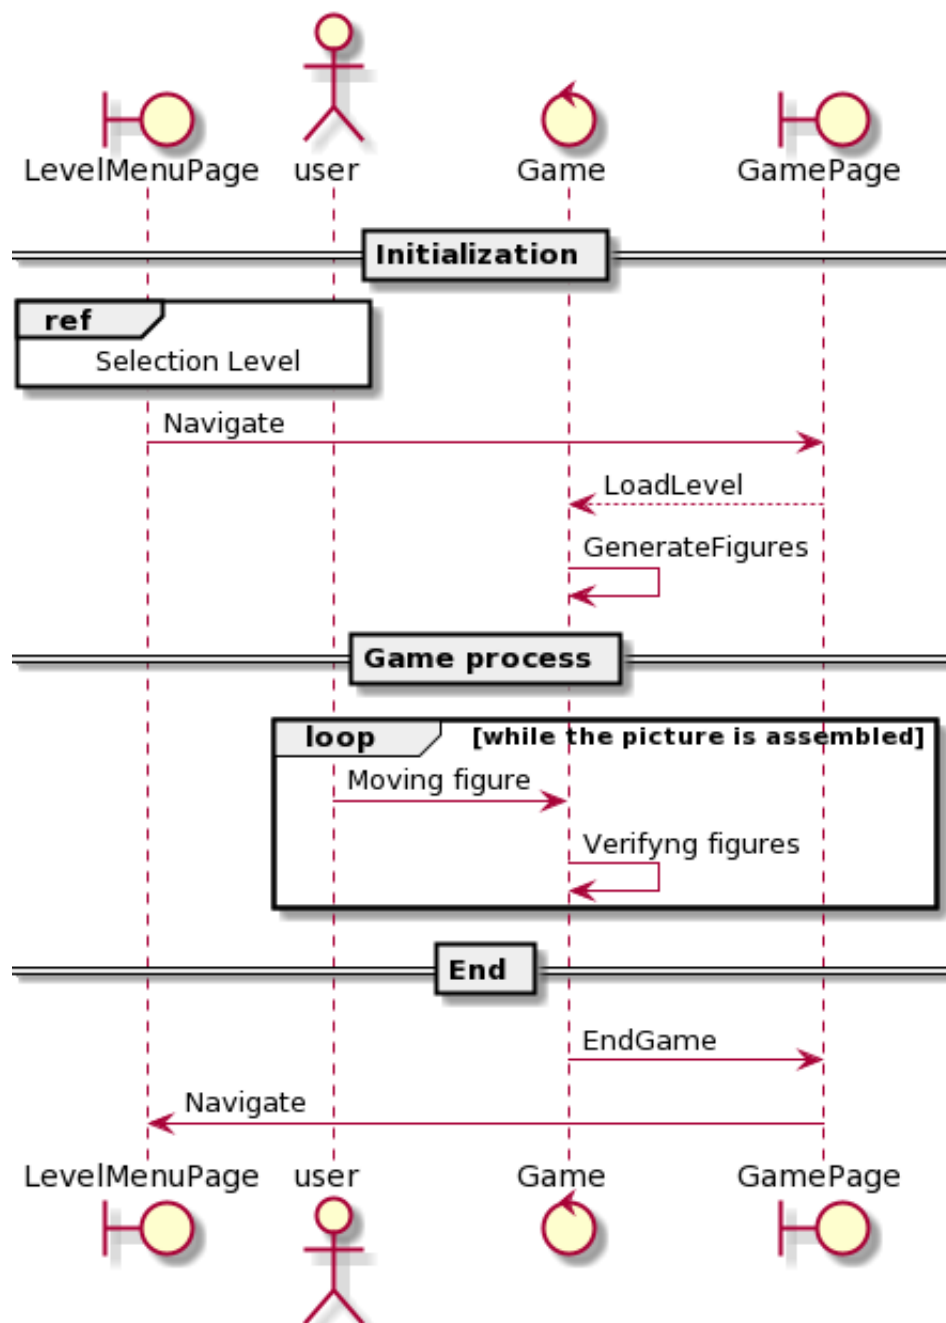 LevelMenuPage user Game GamePage
Initialization
ref
Selection Level
Navigate
LoadLevel
GenerateFigures
Game process
loop [while the picture is assembled]
Moving figure
Verifyng figures
End
EndGame
Navigate
LevelMenuPage user Game GamePage